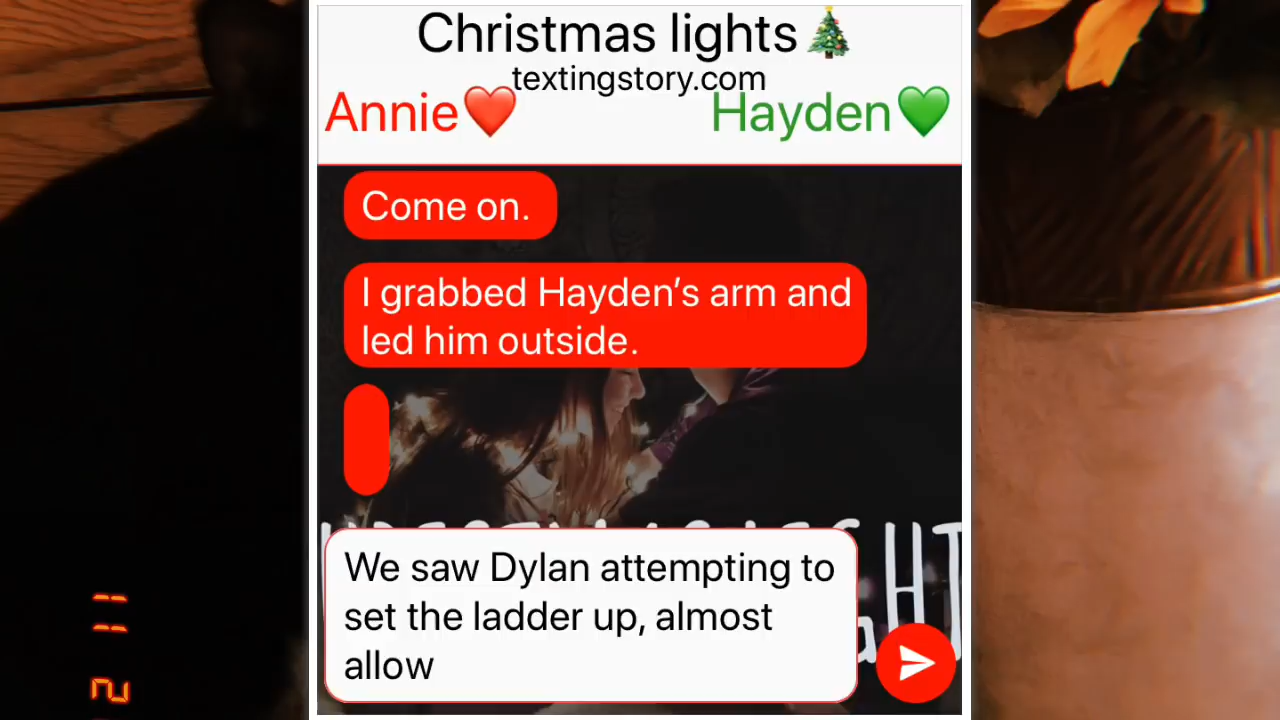 Christmas lights🎄
textingstory.com
Annie❤️
Hayden💚
Come on.
I grabbed Hayden’s arm and
led him outside.
We saw Dylan attempting to
set the ladder up, almost
allow